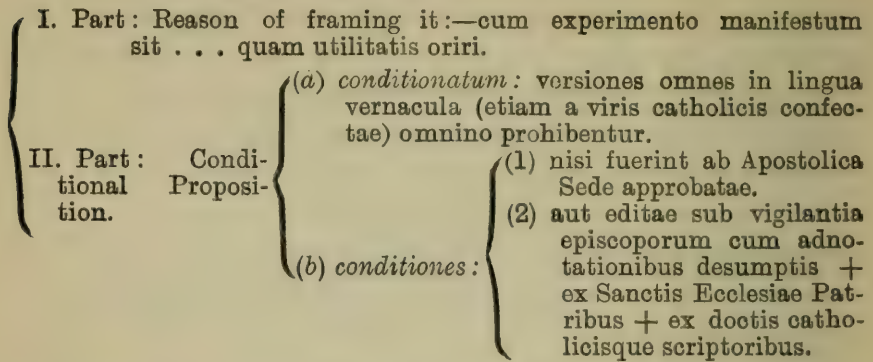 I. Part: Reason of framing it:—cum experimento manifestum
sit . . . quam utilitatis oriri.
II. Part: Condi-
tional Proposi-
tion.
(a) conditionatum: versiones omnes in lingua
vernacula (etiam a viris catholicis confec-
tae) omnino prohibentur.
(b) conditiones:
(1) nisi fuerint ab Apostolica
Sede approbatae.
(2) aut editae sub vigilantia
episcoporum cum adno-
tationibus desumptis +
ex Sanctis Ecclesiae Pat-
ribus + ex doctis catho-
licisque scriptoribus.